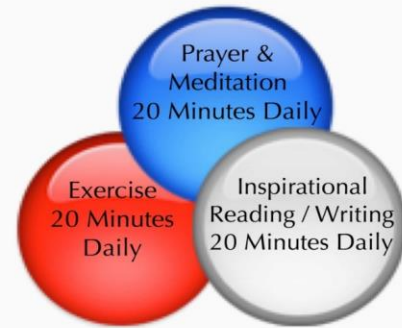 Prayer &
Meditation
20 Minutes Daily
Exercise
20 Minutes
Daily
Inspirational
Reading / Writing
20 Minutes Daily